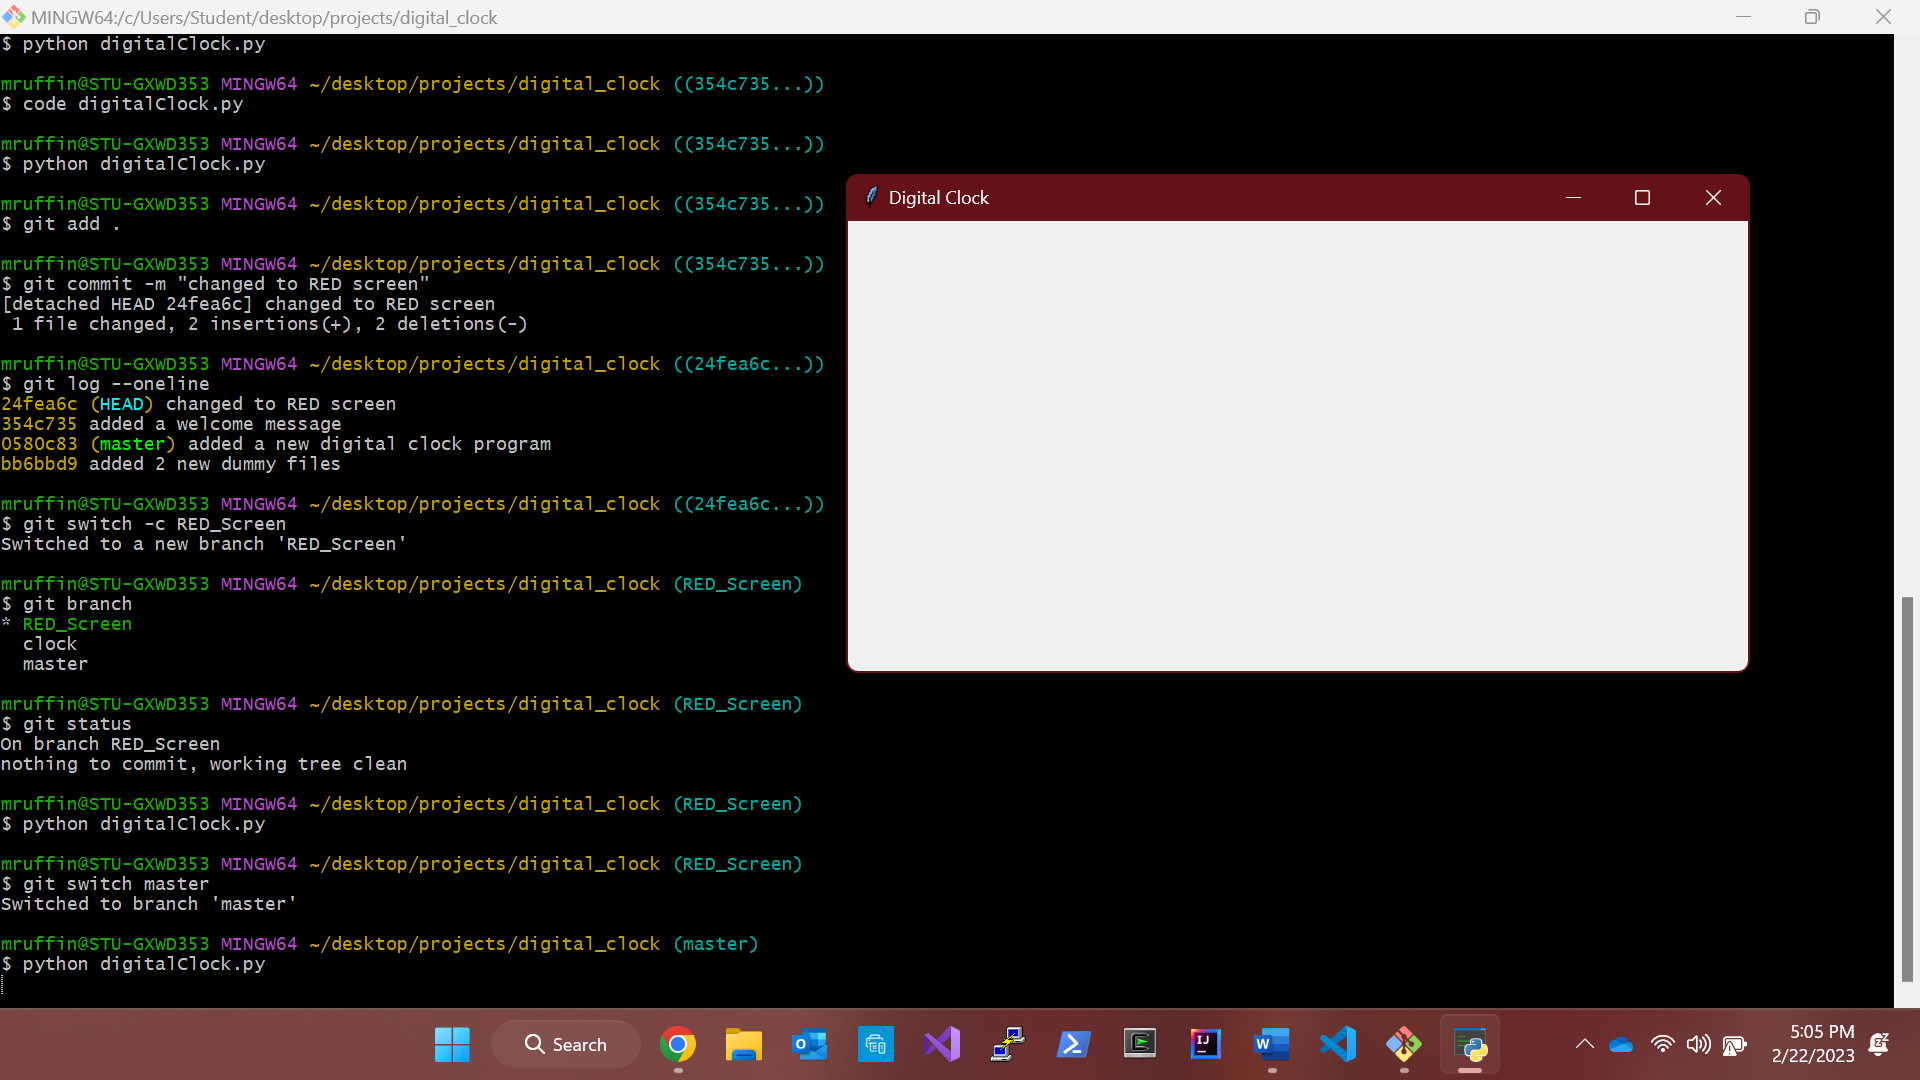 MINGW64:/c/Users/Student/desktop/projects/digital_clock
$ python digitalClock.py
mruffin@STU-GXWD353 MINGW64 ~/desktop/projects/digital_clock ((354c735...))
$ code digitalClock.py
mruffin@STU-GXWD353 MINGW64 ~/desktop/projects/digital_clock ((354c735...))
$ python digitalClock.py
mruffin@STU-GXWD353 MINGW64 ~/desktop/projects/digital_clock ((354c735...))
$ git add .
mruffin@STU-GXWD353 MINGW64 ~/desktop/projects/digital_clock ((354c735...))
$ git commit -m "changed to RED screen"
[detached HEAD 24fea6c] changed to RED screen
1 file changed, 2 insertions(+), 2 deletions(-)
mruffin@STU-GXWD353 MINGW64 ~/desktop/projects/digital_clock ((24fea6c...))
$ git log --oneline
24fea6c (HEAD) changed to RED screen
354c735 added a welcome message
0580c83 (master) added a new digital clock program
bb6bbd9 added 2 new dummy files
mruffin@STU-GXWD353 MINGW64 ~/desktop/projects/digital_clock ((24fea6c...))
$ git switch -c RED_Screen
Switched to a new branch 'RED_Screen'
mruffin@STU-GXWD353 MINGW64 ~/desktop/projects/digital_clock (RED_Screen)
$ git branch
* RED_Screen
clock
master
mruffin@STU-GXWD353 MINGW64 ~/desktop/projects/digital_clock (RED_Screen)
$ git status
On branch RED_Screen
nothing to commit, working tree clean
mruffin@STU-GXWD353 MINGW64 ~/desktop/projects/digital_clock (RED_Screen)
$ python digitalClock.py
mruffin@STU-GXWD353 MINGW64 ~/desktop/projects/digital_clock (RED_Screen)
$ git switch master
Switched to branch 'master'
mruffin@STU-GXWD353 MINGW64 ~/desktop/projects/digital_clock (master)
$ python digitalClock.py
Digital Clock
Search
5:05 PM
2/22/2023